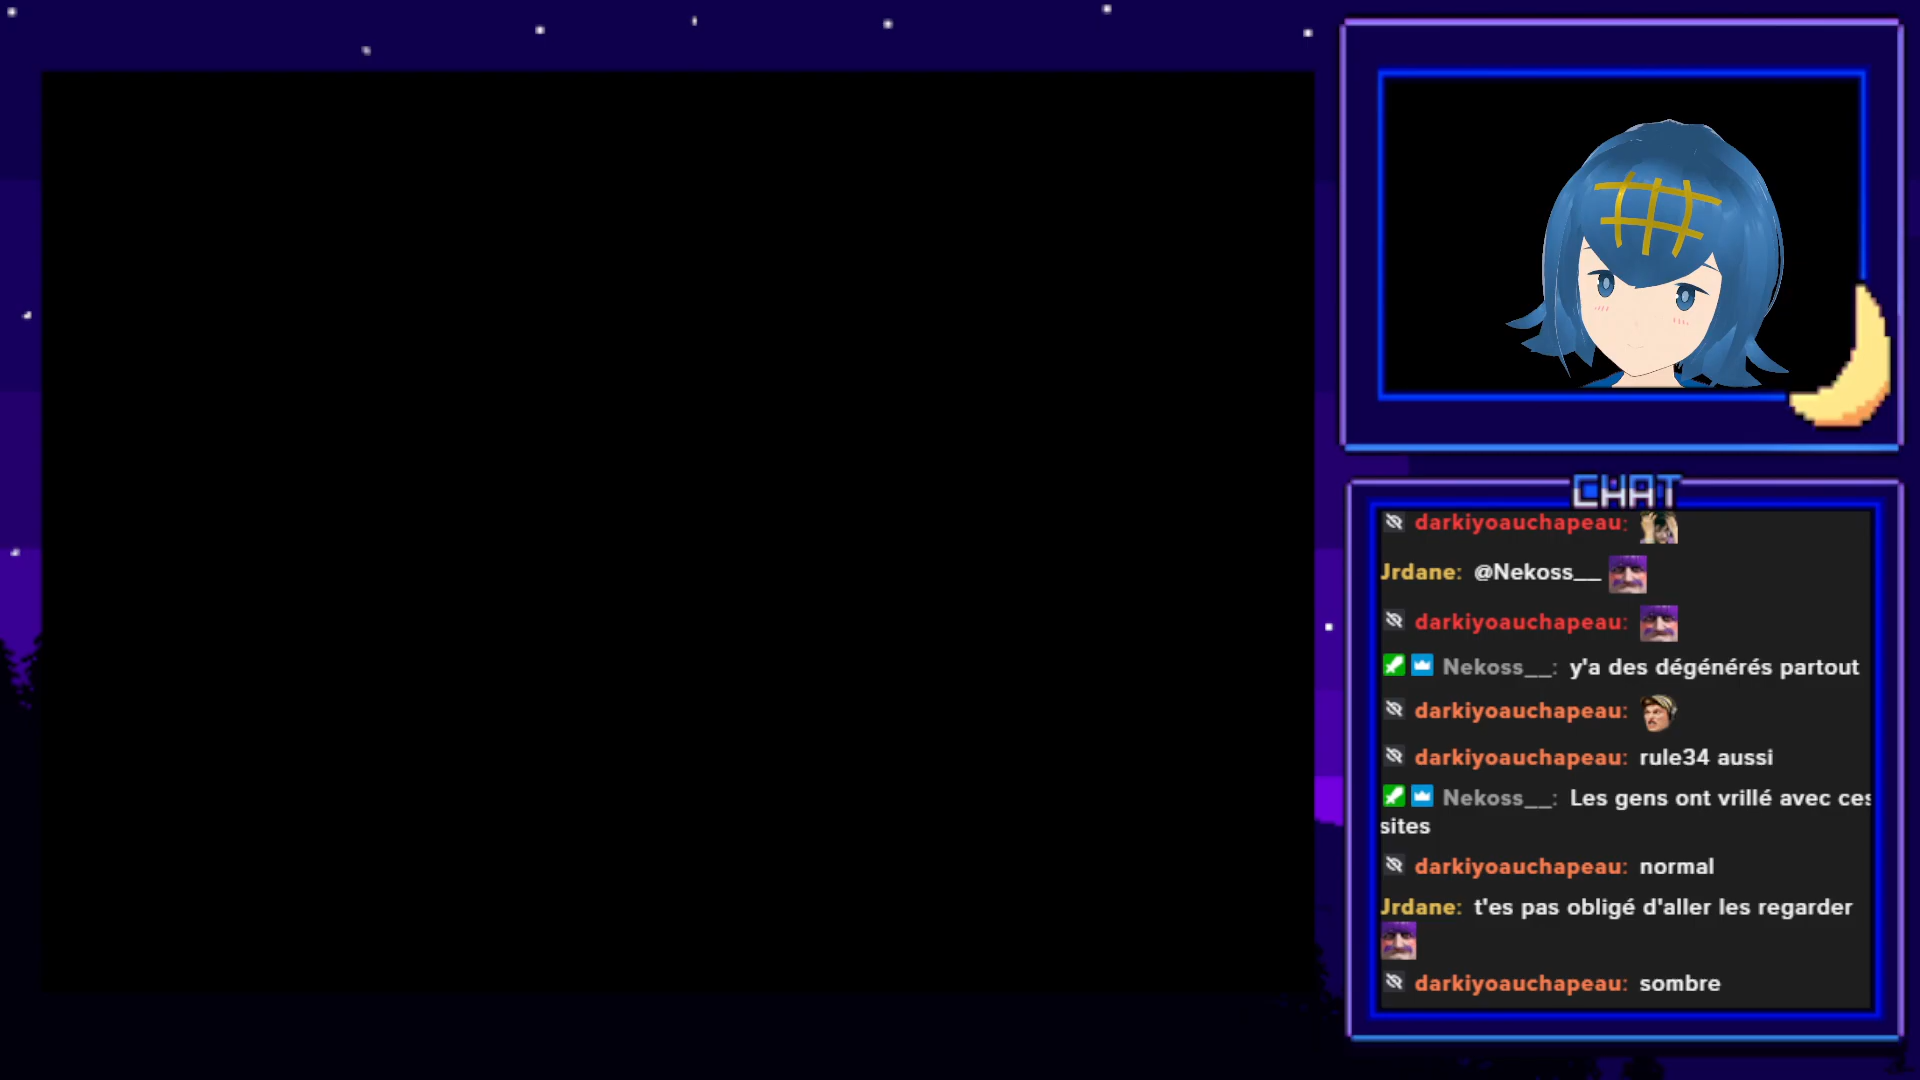 CHAT
darkiyoauchapeau:
Jrdane: @Nekoss__
darkiyoauchapeau:
Nekoss__: y'a des dégénérés partout
darkiyoauchapeau:
darkiyoauchapeau: rule34 aussi
Nekoss__: Les gens ont vrillé avec ces
sites
darkiyoauchapeau: normal
Jrdane: t'es pas obligé d'aller les regarder
darkiyoauchapeau: sombre